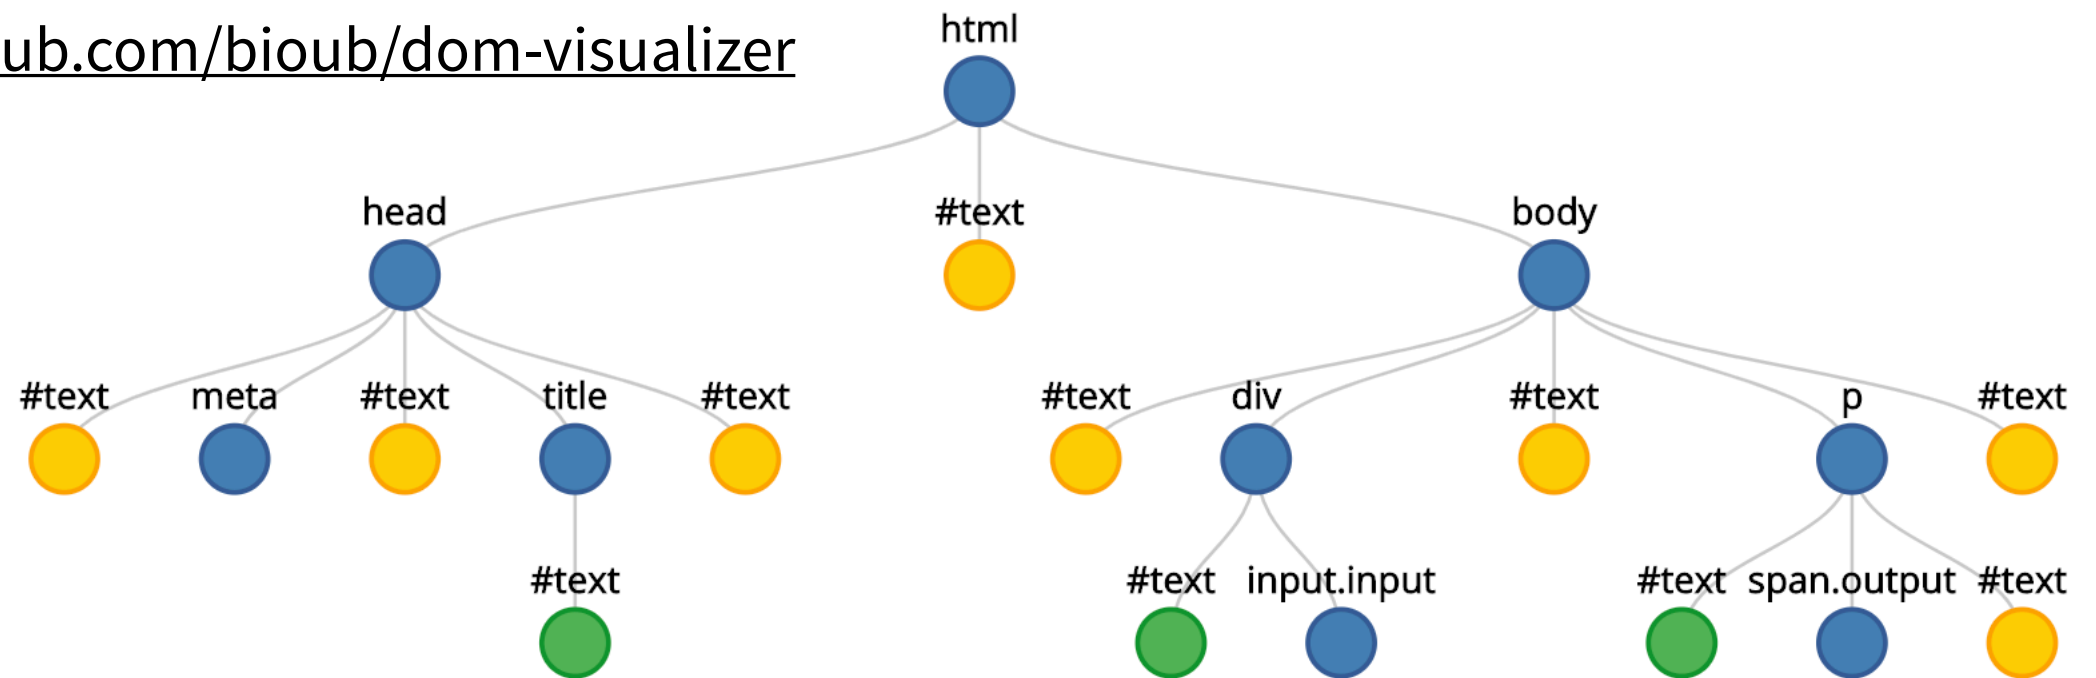 ub.com/bioub/dom-visualizer
html
head #text body
#text meta #text title #text #text div #text p #text
#text #text input.input #text span.output #text